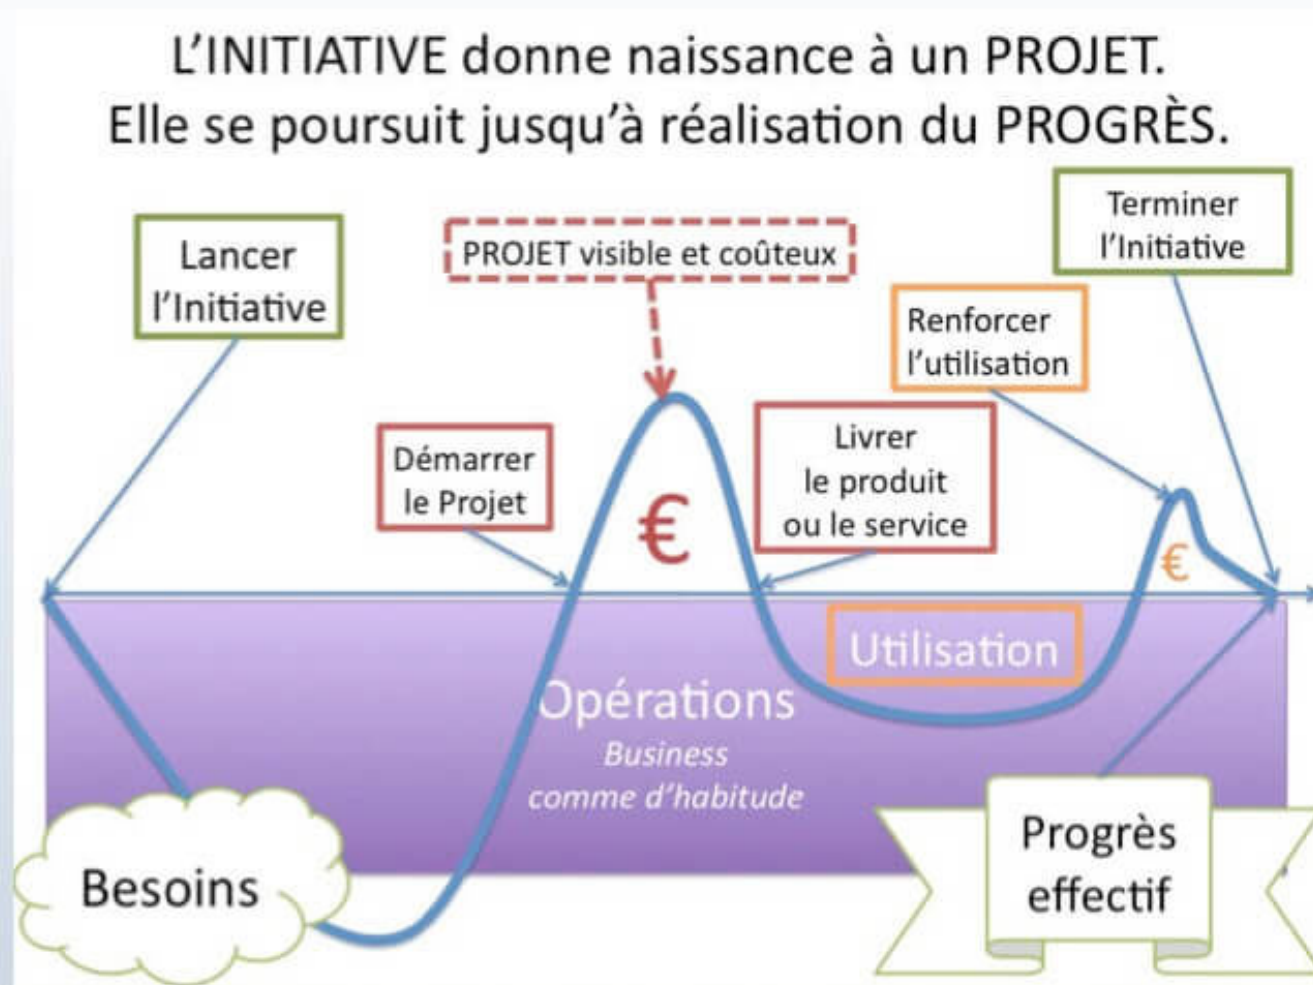 L'INITIATIVE donne naissance à un PROJET.
Elle se poursuit jusqu'à réalisation du PROGRÈS.
Lancer
l'Initiative
PROJET visible et coûteux
Terminer
l'Initiative
Renforcer
l'utilisation
Démarrer
le Projet
€
Livrer
le produit
ou le service
€
Utilisation
Opérations
Business
comme d'habitude
Besoins
Progrès
effectif